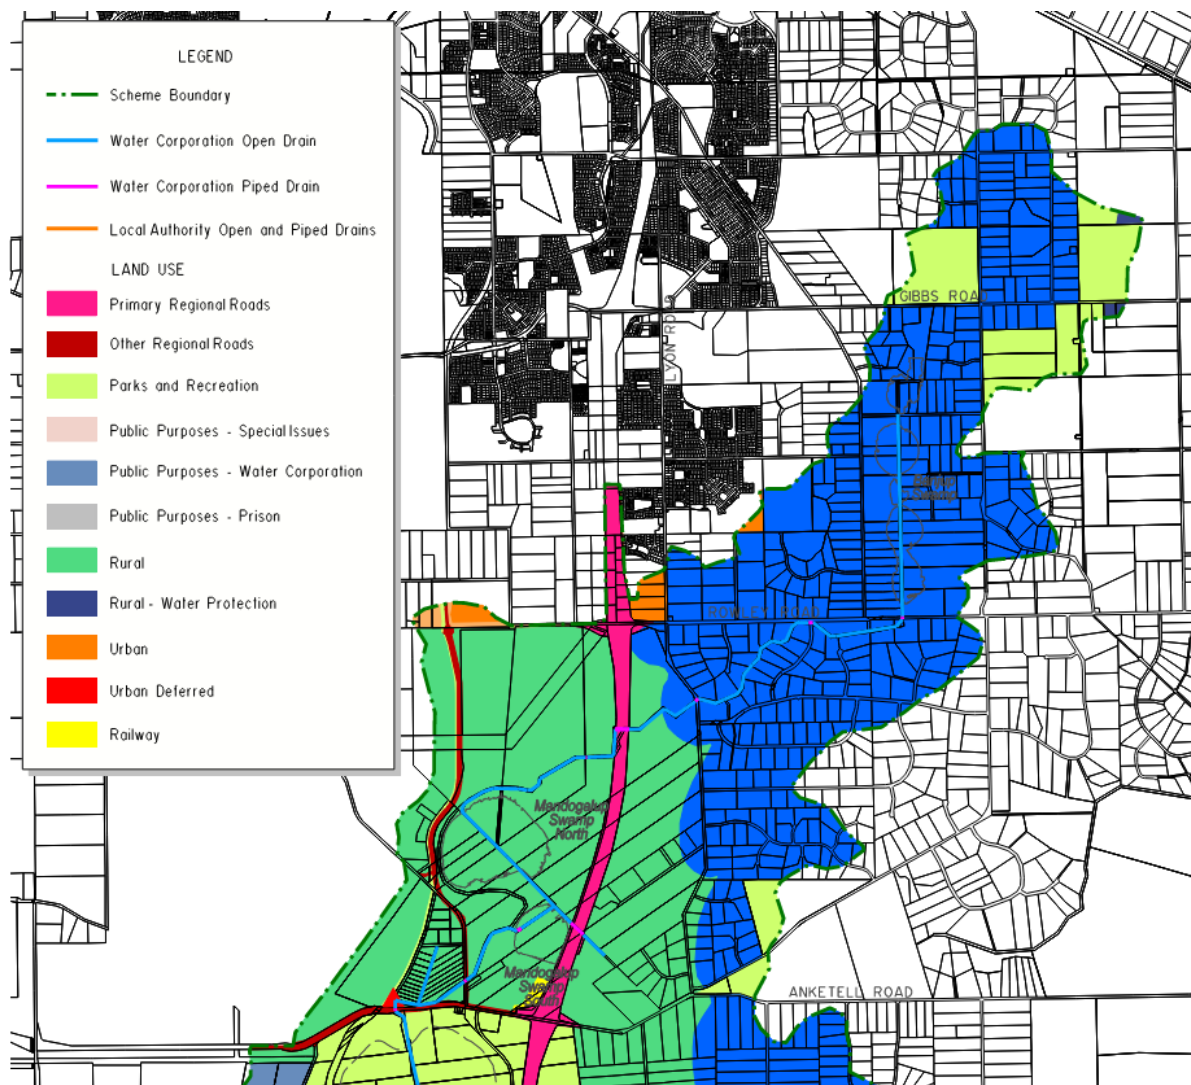 LEGEND
Scheme Boundary
Water Corporation Open Drain
Water Corporation Piped Drain
Local Authority Open and Piped Drains
LAND USE
Primary Regional Roads
Other Regional Roads
Parks and Recreation
Public Purposes - Special Issues
Public Purposes - Water Corporation
Public Purposes - Prison
Rural
Rural - Water Protection
Urban
Urban Deferred
Railway
GIBBS ROAD
LYON ROAD
Swamp
ROWLEY ROAD
Mandogalup
Swamp
North
Mandogalup
Swamp
South
ANKETELL ROAD